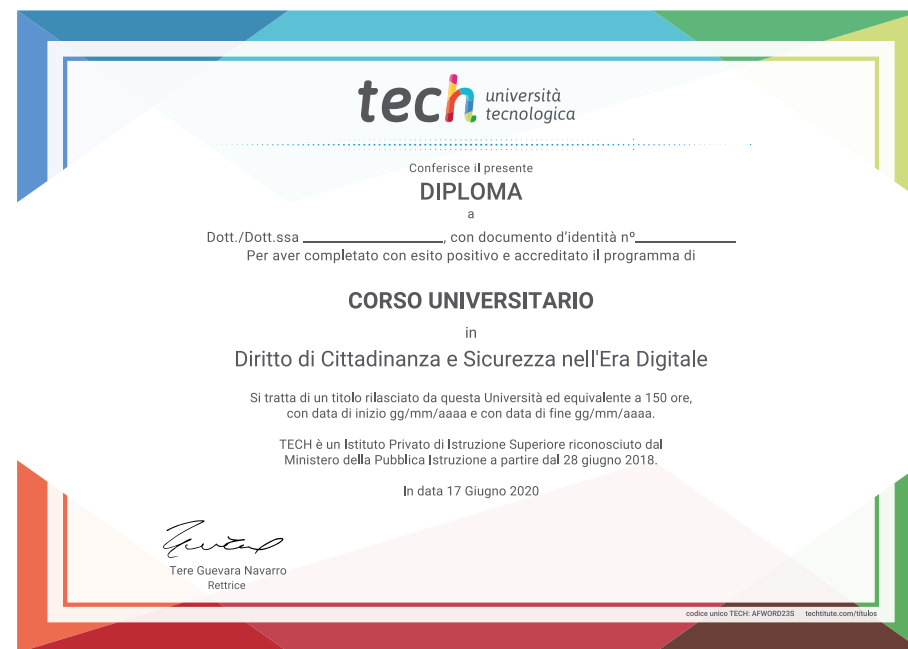 tech università
tecnologica
Conferisce il presente
DIPLOMA
a
Dott./Dott.ssa ______________, con documento d'identità nº__________
Per aver completato con esito positivo e accreditato il programma di
CORSO UNIVERSITARIO
in
Diritto di Cittadinanza e Sicurezza nell'Era Digitale
Si tratta di un titolo rilasciato da questa Università ed equivalente a 150 ore,
con data di inizio gg/mm/aaaa e con data di fine gg/mm/aaaa.
TECH è un Istituto Privato di Istruzione Superiore riconosciuto dal
Ministero della Pubblica Istruzione a partire dal 28 giugno 2018.
In data 17 Giugno 2020
Tere Guevara Navarro
Rettrice
codice unico TECH: AFWORD23S techtitute.com/titulos